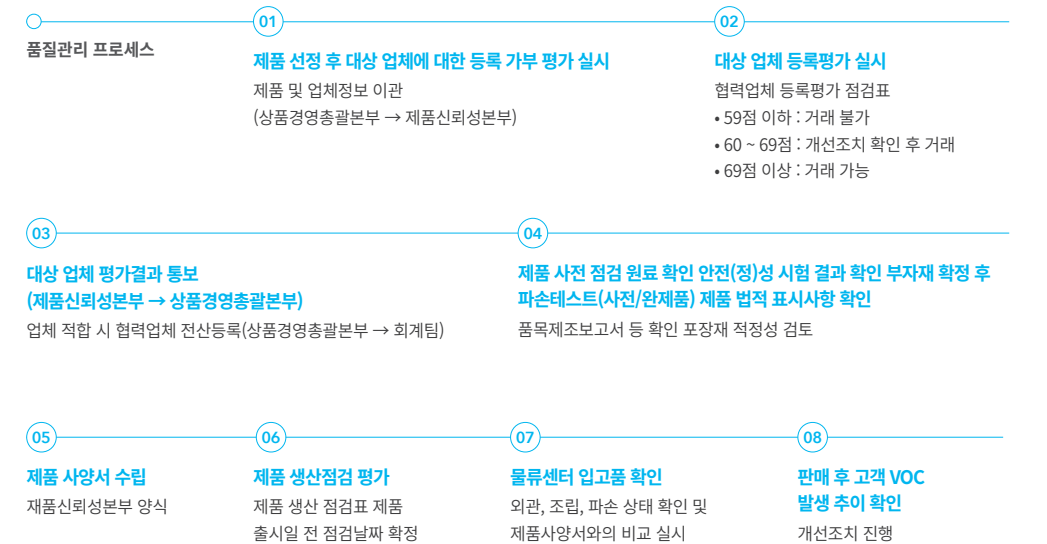 품질관리 프로세스
01
제품 선정 후 대상 업체에 대한 등록 가부 평가 실시
제품 및 업체정보 이관
(상품경영총괄본부 → 제품신뢰성본부)
02
대상 업체 등록평가 실시
협력업체 등록평가 점검표
• 59점 이하 : 거래 불가
• 60 ~ 69점 : 개선조치 확인 후 거래
• 69점 이상 : 거래 가능
03
대상 업체 평가결과 통보
(제품신뢰성본부 → 상품경영총괄본부)
업체 적합 시 협력업체 전산등록(상품경영총괄본부 → 회계팀)
04
제품 사전 점검 원료 확인 안전(정)성 시험 결과 확인 부자재 확정 후
파손테스트(사전/완제품) 제품 법적 표시사항 확인
품목제조보고서 등 확인 포장재 적정성 검토
05
제품 사양서 수립
재품신뢰성본부 양식
06
제품 생산점검 평가
제품 생산 점검표 제품
출시일 전 점검날짜 확정
07
물류센터 입고품 확인
외관, 조립, 파손 상태 확인 및
제품사양서와의 비교 실시
08
판매 후 고객 VOC
발생 추이 확인
개선조치 진행